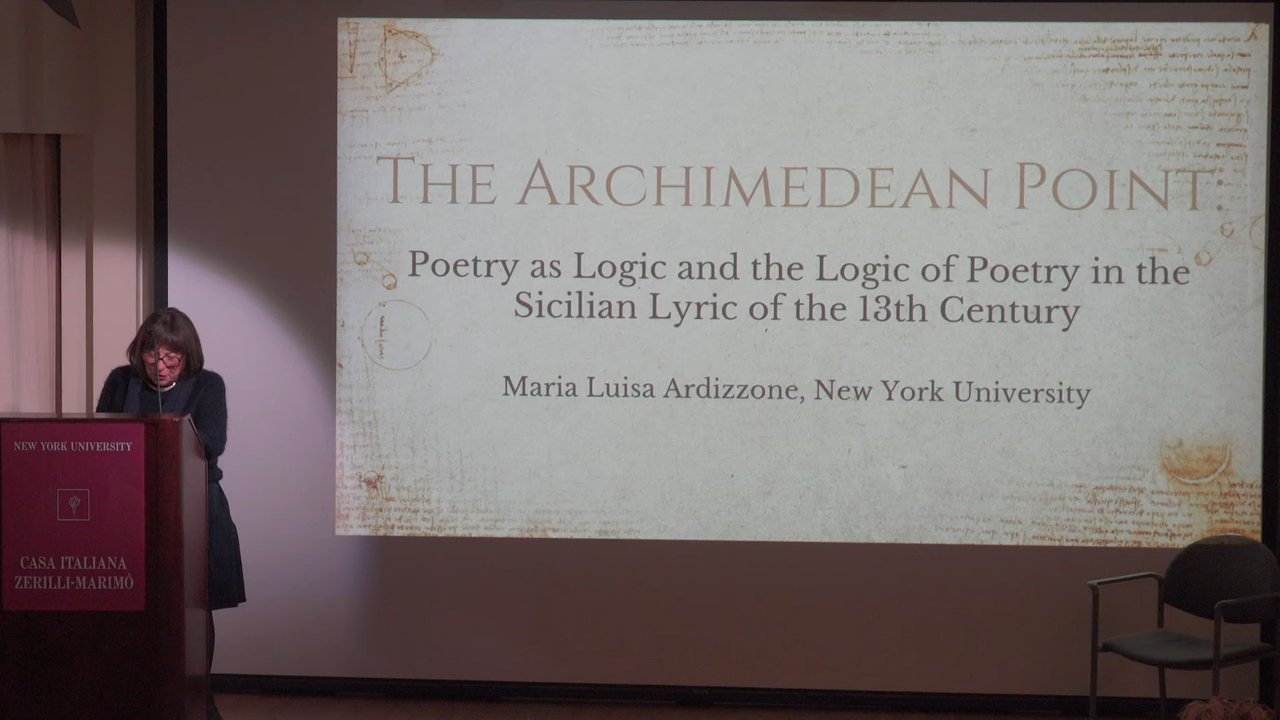 THE ARCHIMEDEAN POINT:
Poetry as Logic and the Logic of Poetry in the
Sicilian Lyric of the 13th Century
Maria Luisa Ardizzone, New York University
NEW YORK UNIVERSITY
CASA ITALIANA
ZERILLI-MARIMÒ